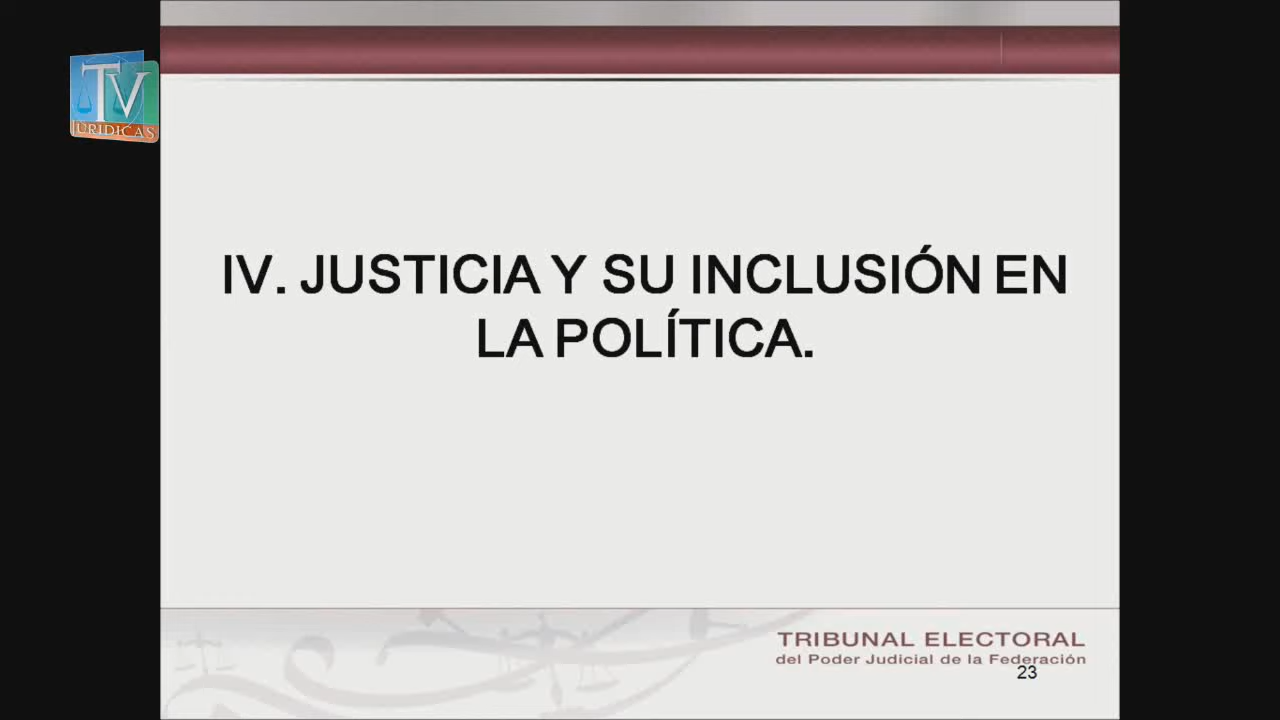 TV
JURIDICAS
IV. JUSTICIA Y SU INCLUSIÓN EN
LA POLÍTICA.
TRIBUNAL ELECTORAL
del Poder Judicial de la Federación
23